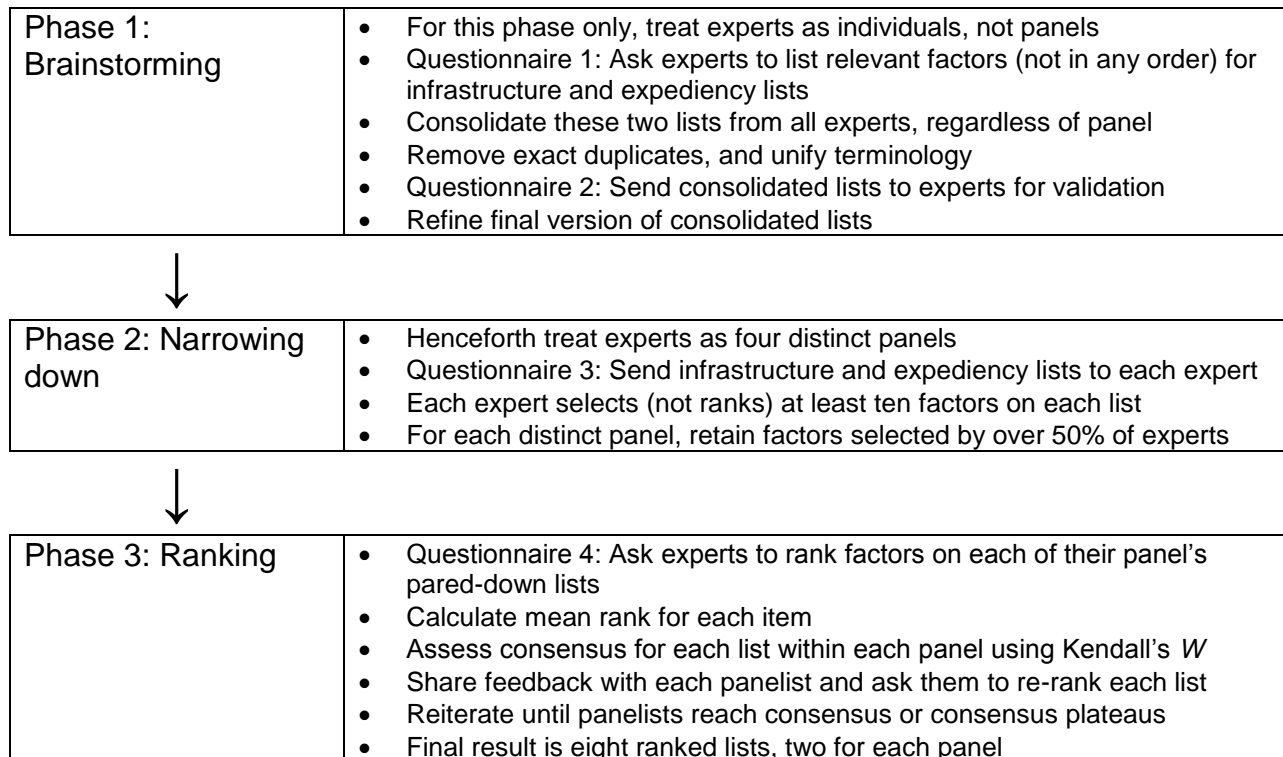 Phase 1:
Brainstorming
• For this phase only, treat experts as individuals, not panels
• Questionnaire 1: Ask experts to list relevant factors (not in any order) for
infrastructure and expediency lists
• Consolidate these two lists from all experts, regardless of panel
• Remove exact duplicates, and unify terminology
• Questionnaire 2: Send consolidated lists to experts for validation
• Refine final version of consolidated lists
↓
Phase 2: Narrowing
down
• Henceforth treat experts as four distinct panels
• Questionnaire 3: Send infrastructure and expediency lists to each expert
• Each expert selects (not ranks) at least ten factors on each list
• For each distinct panel, retain factors selected by over 50% of experts
↓
Phase 3: Ranking
• Questionnaire 4: Ask experts to rank factors on each of their panel's
pared-down lists
• Calculate mean rank for each item
• Assess consensus for each list within each panel using Kendall's W
• Share feedback with each panelist and ask them to re-rank each list
• Reiterate until panelists reach consensus or consensus plateaus
• Final result is eight ranked lists, two for each panel